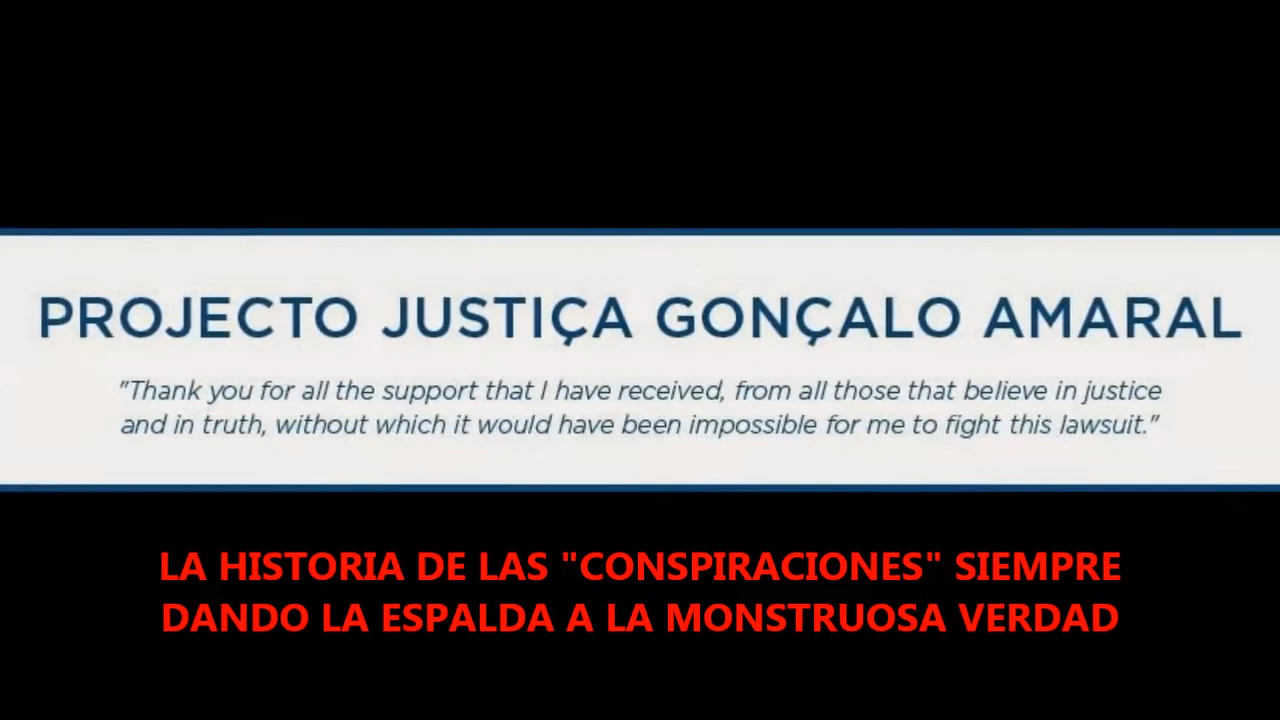 PROJECTO JUSTIÇA GONÇALO AMARAL
"Thank you for all the support that I have received, from all those that believe in justice
and in truth, without which it would have been impossible for me to fight this lawsuit."
LA HISTORIA DE LAS "CONSPIRACIONES" SIEMPRE
DANDO LA ESPALDA A LA MONSTRUOSA VERDAD